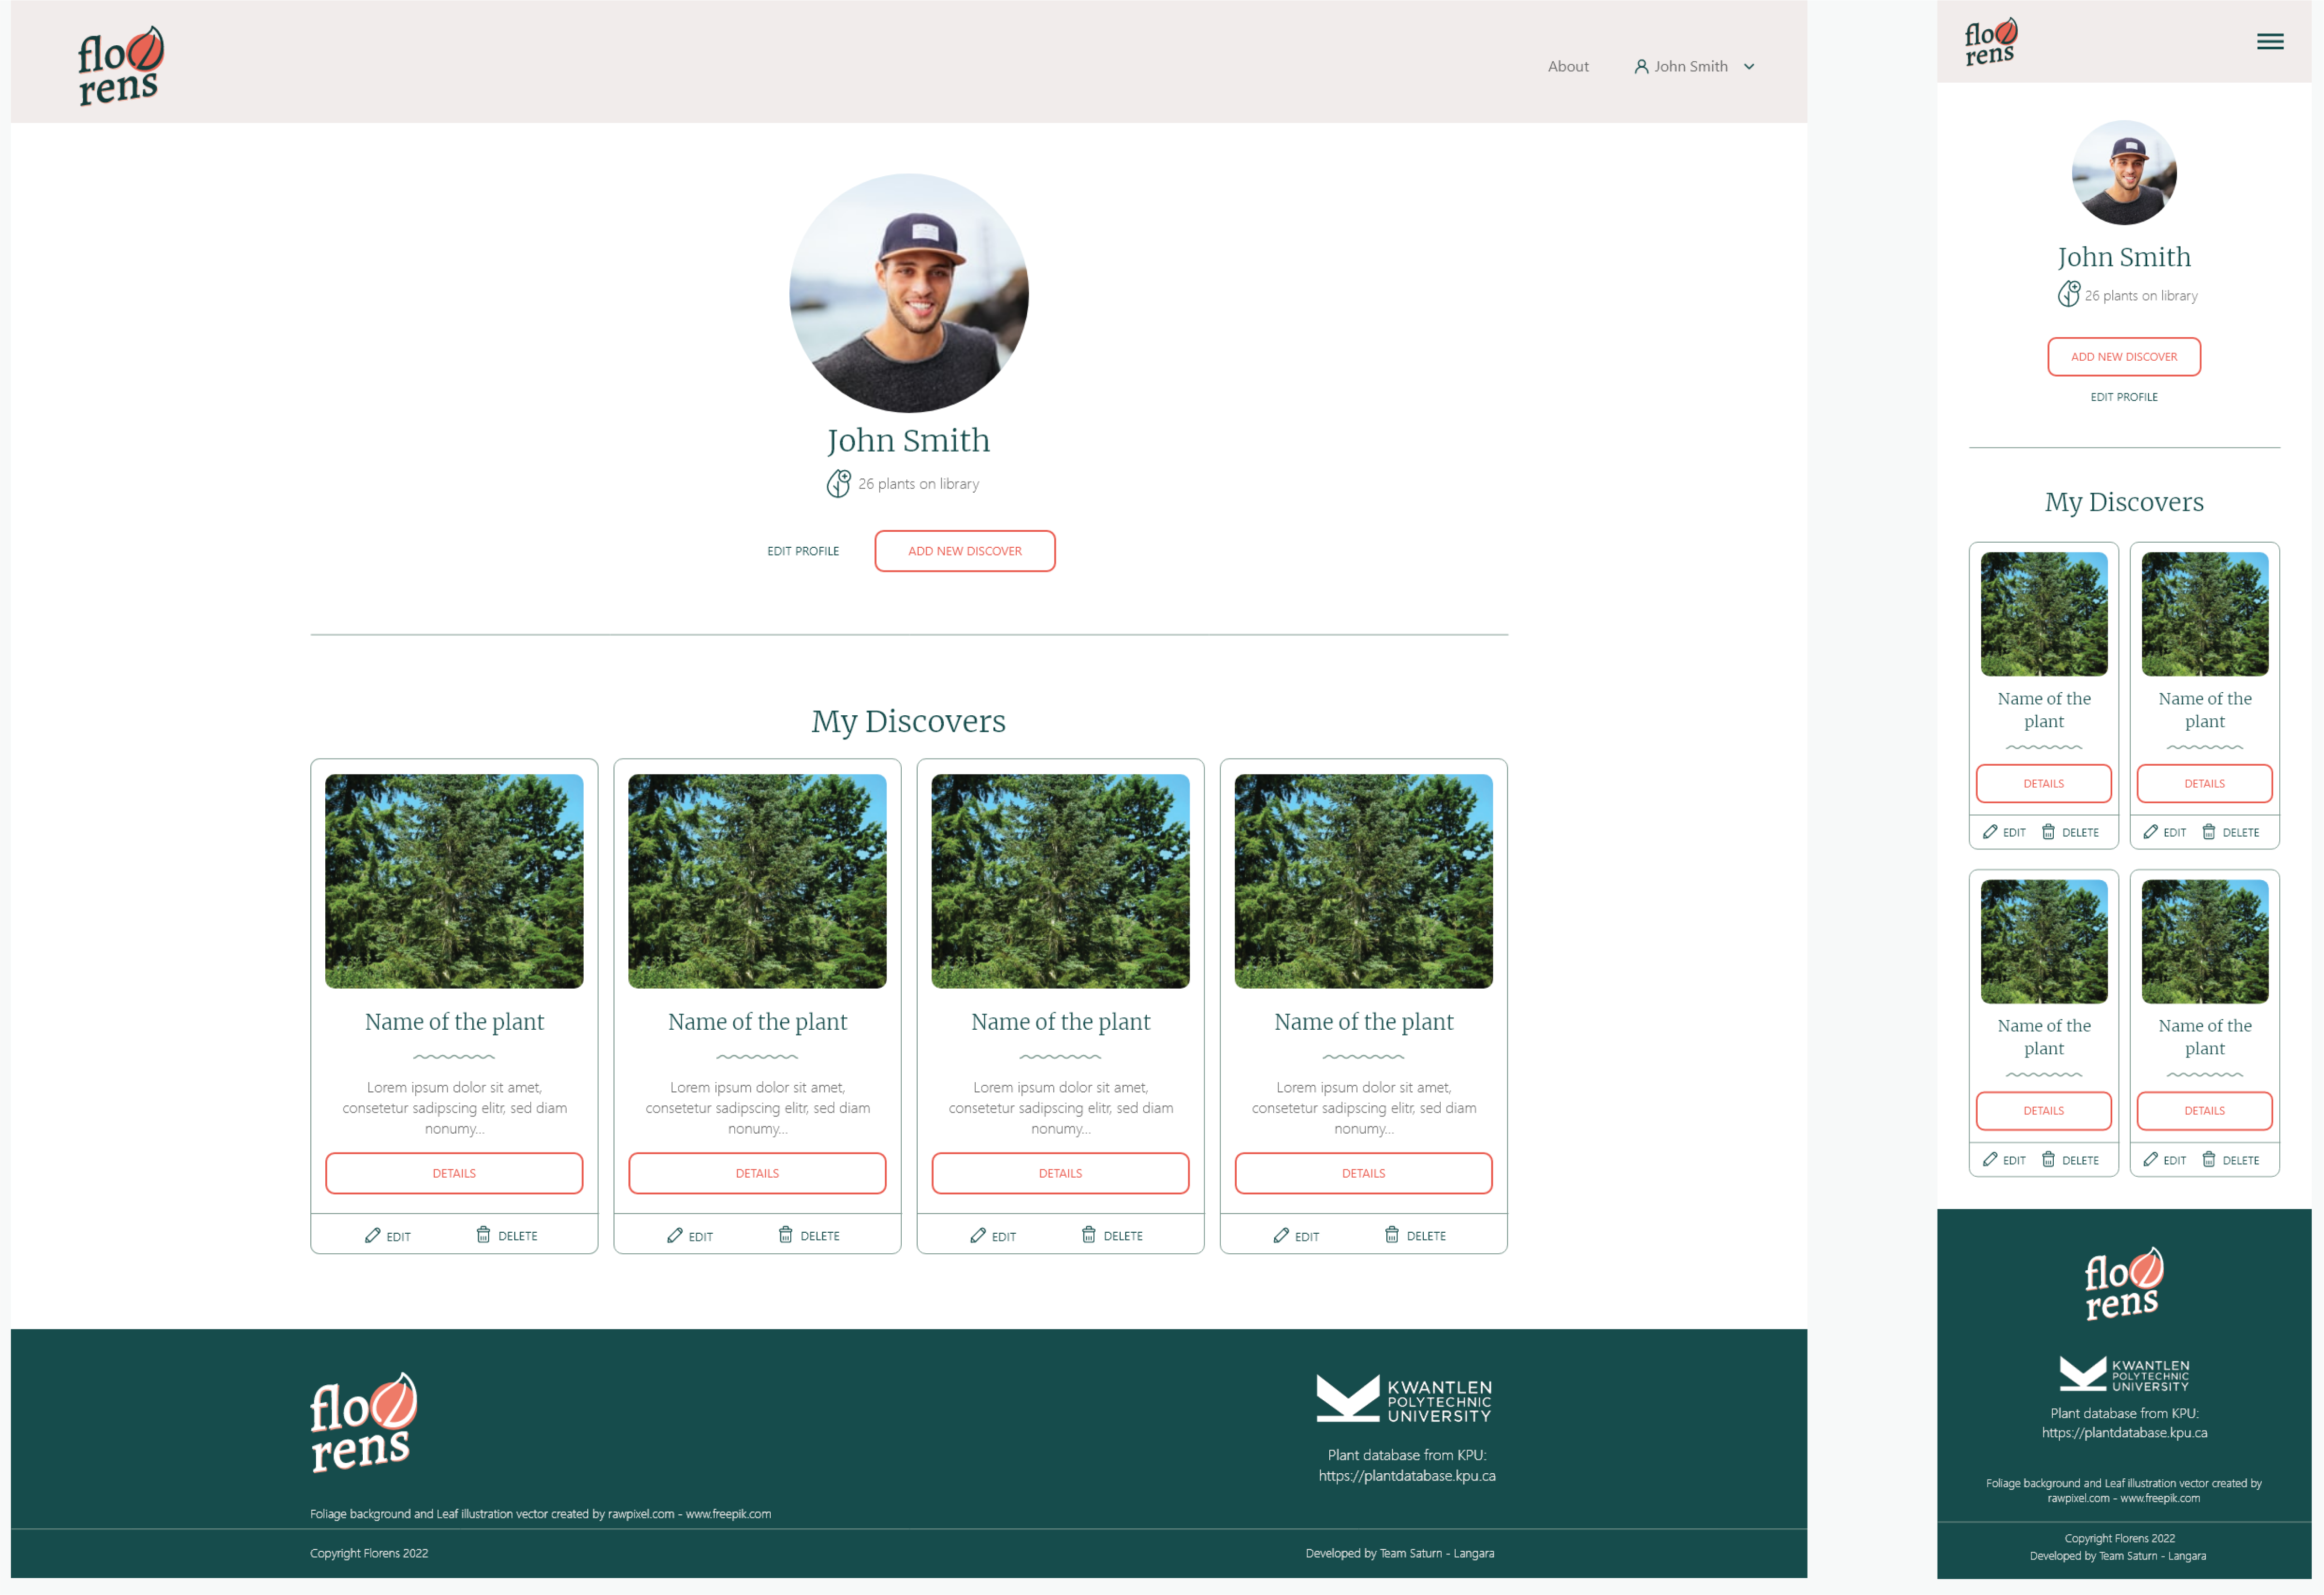 flo
rens
About
John Smith
John Smith
26 plants on library
EDIT PROFILE
ADD NEW DISCOVER
My Discovers
Name of the plant
Lorem ipsum dolor sit amet,
consetetur sadipscing elitr, sed diam
nonumy...
DETAILS
EDIT
DELETE
Name of the plant
Lorem ipsum dolor sit amet,
consetetur sadipscing elitr, sed diam
nonumy...
DETAILS
EDIT
DELETE
Name of the plant
Lorem ipsum dolor sit amet,
consetetur sadipscing elitr, sed diam
nonumy...
DETAILS
EDIT
DELETE
Name of the plant
Lorem ipsum dolor sit amet,
consetetur sadipscing elitr, sed diam
nonumy...
DETAILS
EDIT
DELETE
flo
rens
KWANTLEN
POLYTECHNIC
UNIVERSITY
Plant database from KPU:
https://plantdatabase.kpu.ca
Foliage background and Leaf illustration vector created by rawpixel.com - www.freepik.com
Copyright Florens 2022
Developed by Team Saturn - Langara
flo
rens
John Smith
26 plants on library
ADD NEW DISCOVER
EDIT PROFILE
My Discovers
Name of the
plant
DETAILS
EDIT
DELETE
Name of the
plant
DETAILS
EDIT
DELETE
Name of the
plant
DETAILS
EDIT
DELETE
Name of the
plant
DETAILS
EDIT
DELETE
flo
rens
KWANTLEN
POLYTECHNIC
UNIVERSITY
Plant database from KPU:
https://plantdatabase.kpu.ca
Foliage background and Leaf illustration vector created by
rawpixel.com - www.freepik.com
Copyright Florens 2022
Developed by Team Saturn - Langara